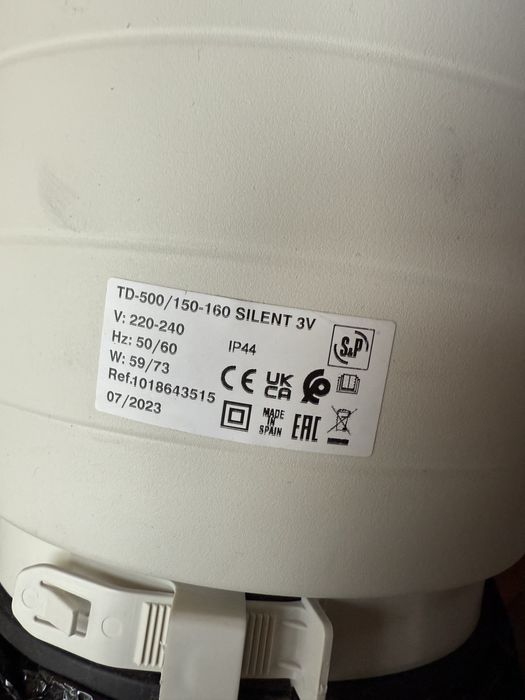 TD-500/150-160 SILENT 3V
V: 220-240
Hz: 50/60
IP44
W: 59/73
Ref.1018643515
07/2023
S&P
CE
UK
CA
MADE
IN
SPAIN
EAC